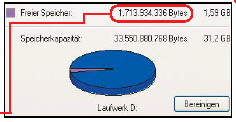 Freier Speicher: 1.713.934.336 Bytes 1,59 GB
Speicherkapazität: 33.550.880.768 Bytes 31,2 GB
Laufwerk D: Bereinigen